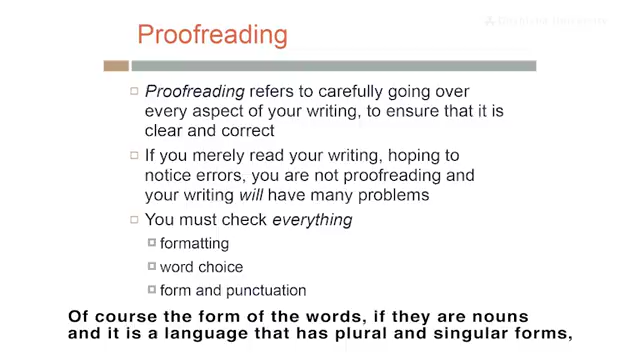 Proofreading
Proofreading refers to carefully going over
every aspect of your writing, to ensure that it is
clear and correct
If you merely read your writing, hoping to
notice errors, you are not proofreading and
your writing will have many problems
You must check everything
formatting
word choice
form and punctuation
Of course the form of the words, if they are nouns
and it is a language that has plural and singular forms,